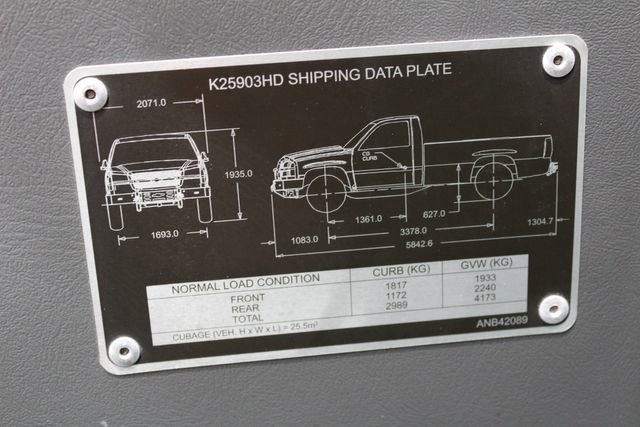 K25903HD SHIPPING DATA PLATE
2071.0
1935.0
1693.0
CG
CURB
1361.0
627.0
1304.7
1083.0
3378.0
5842.6
NORMAL LOAD CONDITION CURB (KG) GVW (KG)
FRONT 1817 1933
REAR 1172 2240
TOTAL 2989 4173
CUBAGE (VEH. H x W x L) = 25.5m³
ANB42089